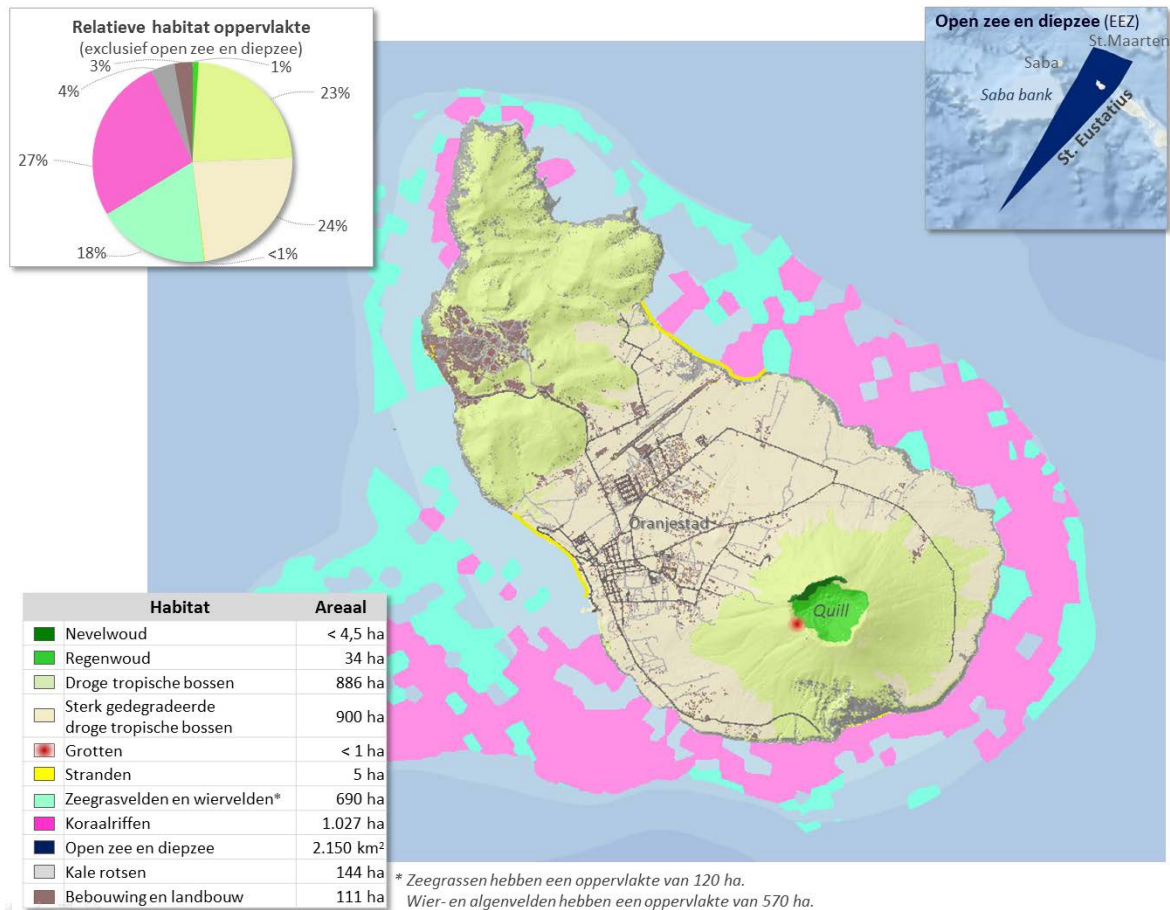 Relatieve habitat oppervlakte
(exclusief open zee en diepzee)
3%
1%
4%
23%
27%
24%
18%
<1%
Open zee en diepzee (EEZ)
St.Maarten
Saba
Saba bank
St. Eustatius
Oranjestad
Quill
Habitat Areaal
Nevelwoud < 4,5 ha
Regenwoud 34 ha
Droge tropische bossen 886 ha
Sterk gedegradeerde
droge tropische bossen 900 ha
Grotten < 1 ha
Stranden 5 ha
Zeegrasvelden en wiervelden* 690 ha
Koraalriffen 1.027 ha
Open zee en diepzee 2.150 km²
Kale rotsen 144 ha
Bebouwing en landbouw 111 ha
* Zeegrassen hebben een oppervlakte van 120 ha.
Wier- en algenvelden hebben een oppervlakte van 570 ha.